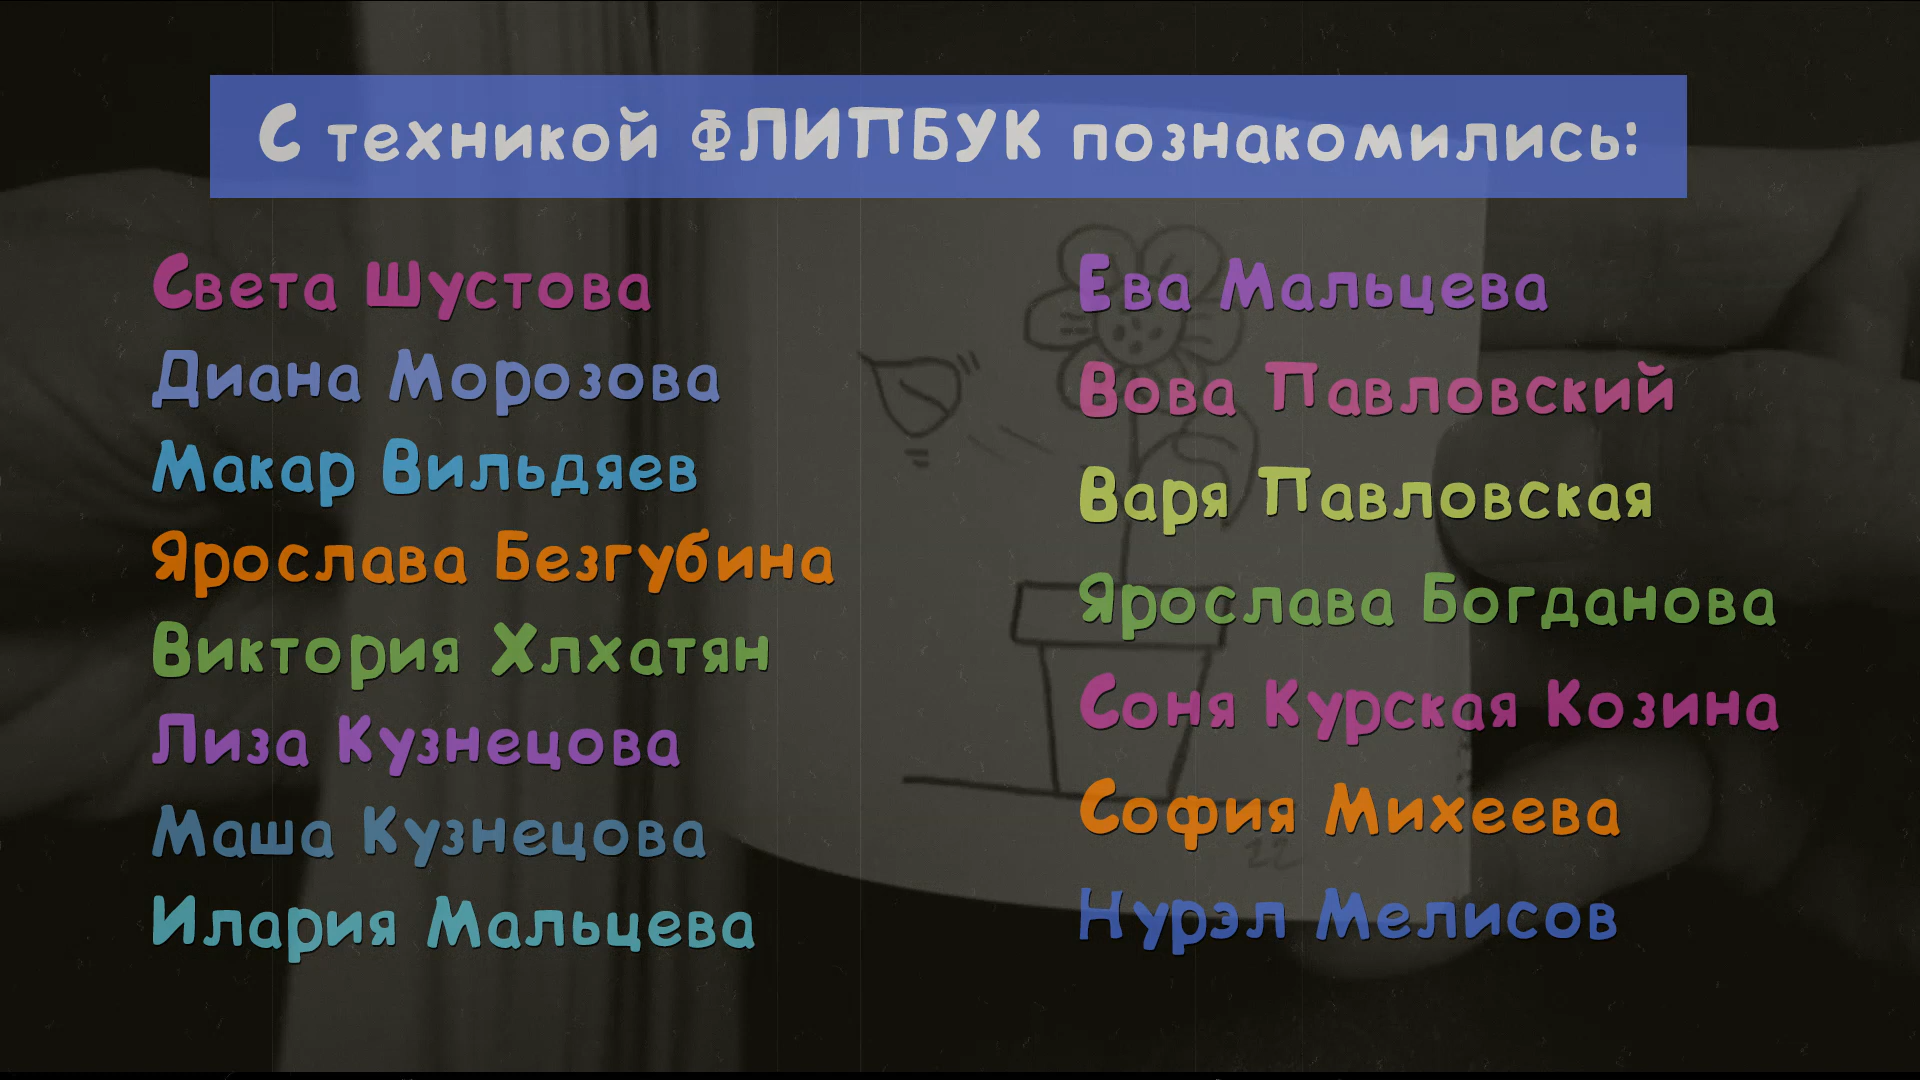 С техникой ФЛИПБУК познакомились:
Света Шустова
Диана Морозова
Макар Вильдяев
Ярослава Безгубина
Виктория Хлхатян
Лиза Кузнецова
Маша Кузнецова
Илария Мальцева
Ева Мальцева
Вова Павловский
Варя Павловская
Ярослава Богданова
Соня Курская Козина
София Михеева
Нурэл Мелисов
22